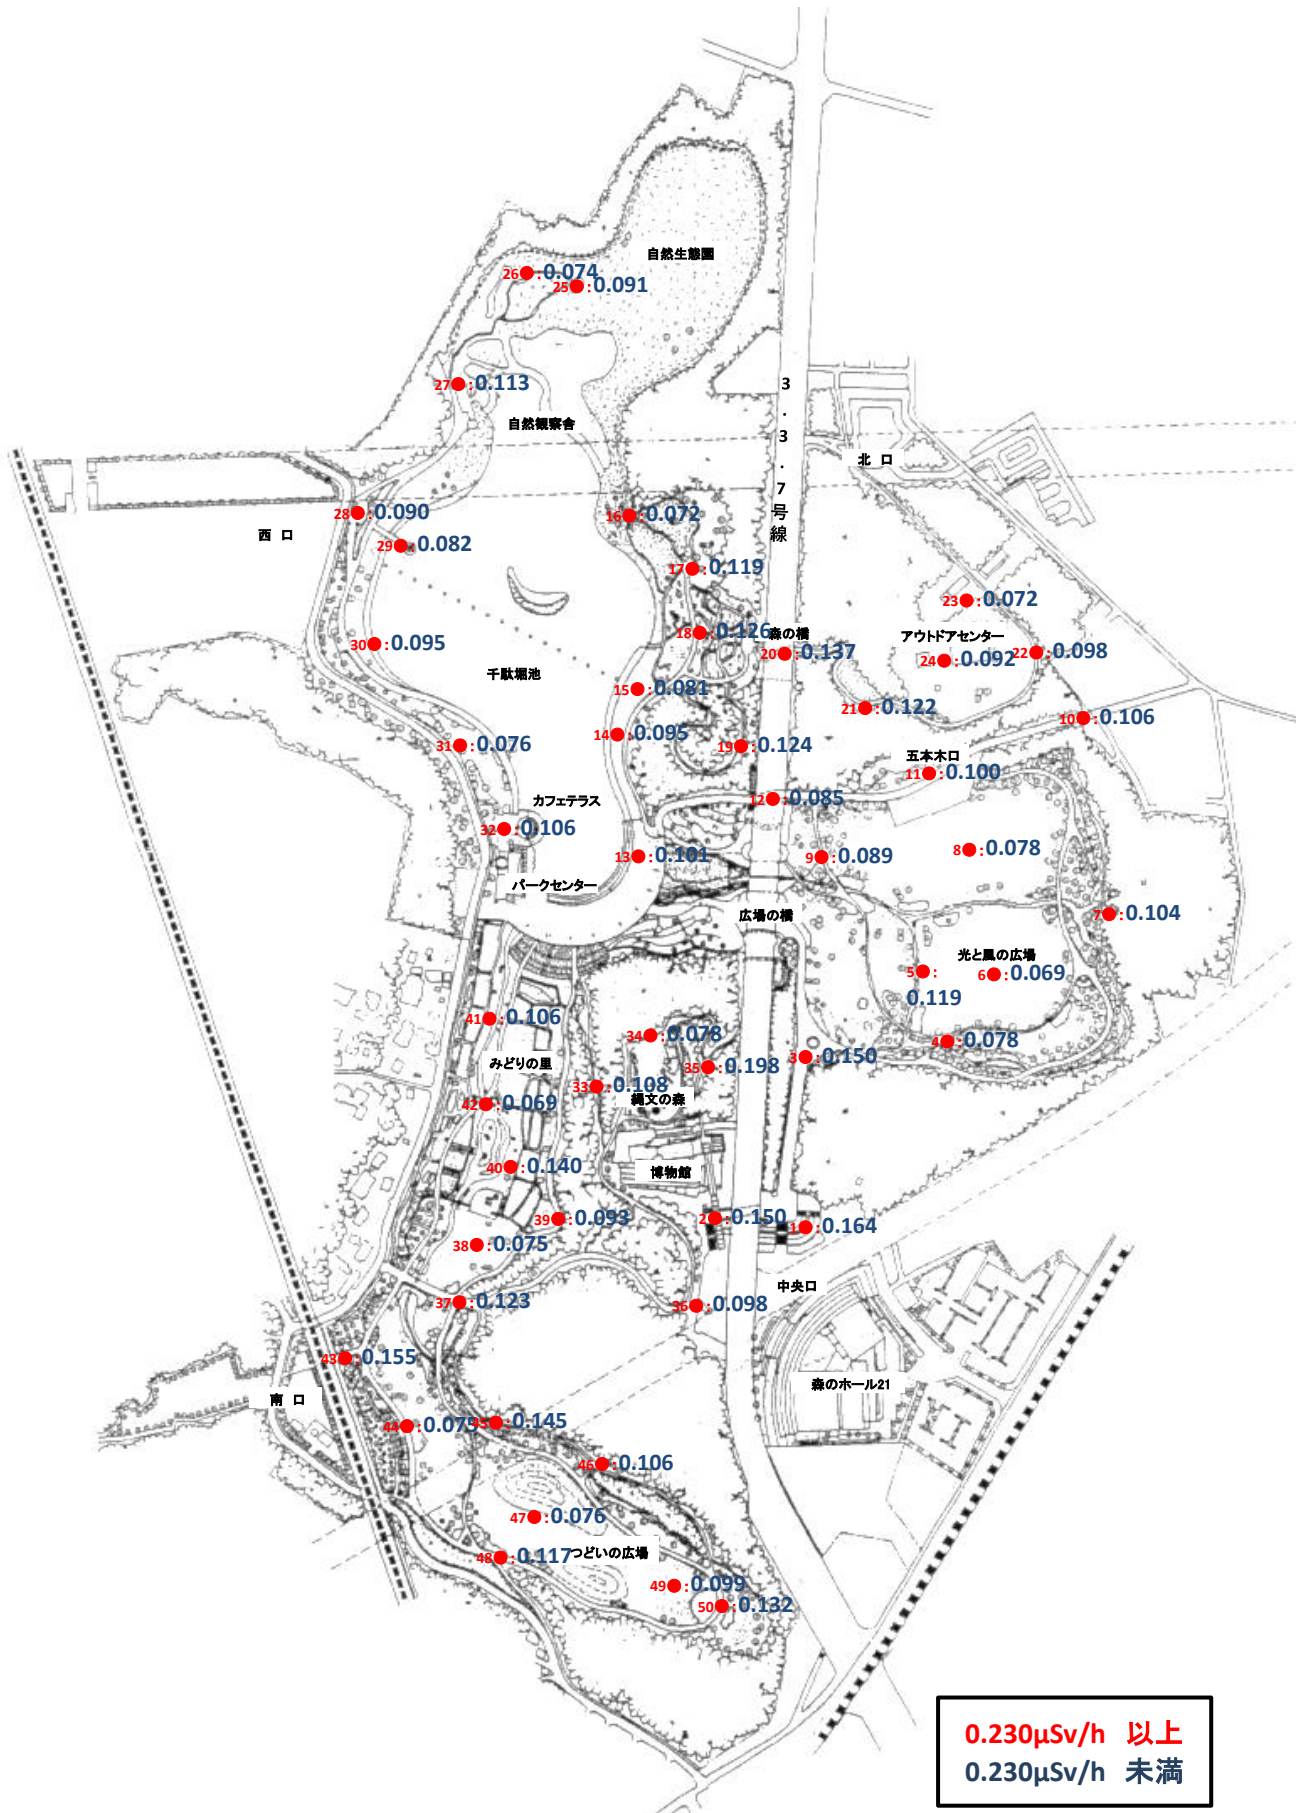 自然生態園
26 :0.074
25 :0.091
27 :0.113
3・3・7号線
自然観察舎
北 口
28 :0.090
16 :0.072
西 口
29 :0.082
17 :0.119
23 :0.072
18 :0.126
森の橋
アウトドアセンター
30 :0.095
20 :0.137
24 :0.092
22 :0.098
千駄堀池
15 :0.081
21 :0.122
10 :0.106
14 :0.095
31 :0.076
19 :0.124
五本木口
11 :0.100
カフェテラス
12 :0.085
32 :0.106
13 :0.101
9 :0.089
8 :0.078
パークセンター
広場の橋
7 :0.104
光と風の広場
5 :
0.119
6 :0.069
41 :0.106
34 :0.078
4 :0.078
みどりの里
35 :0.198
3 :0.150
33 :0.108
縄文の森
42 :0.069
40 :0.140
博物館
39 :0.093
2 :0.150
1 :0.164
38 :0.075
中央口
37 :0.123
36 :0.098
43 :0.155
森のホール21
南 口
44 :0.075
45 :0.145
46 :0.106
47 :0.076
48 :0.117
つどいの広場
49 :0.099
50 :0.132
0.230μSv/h 以上
0.230μSv/h 未満